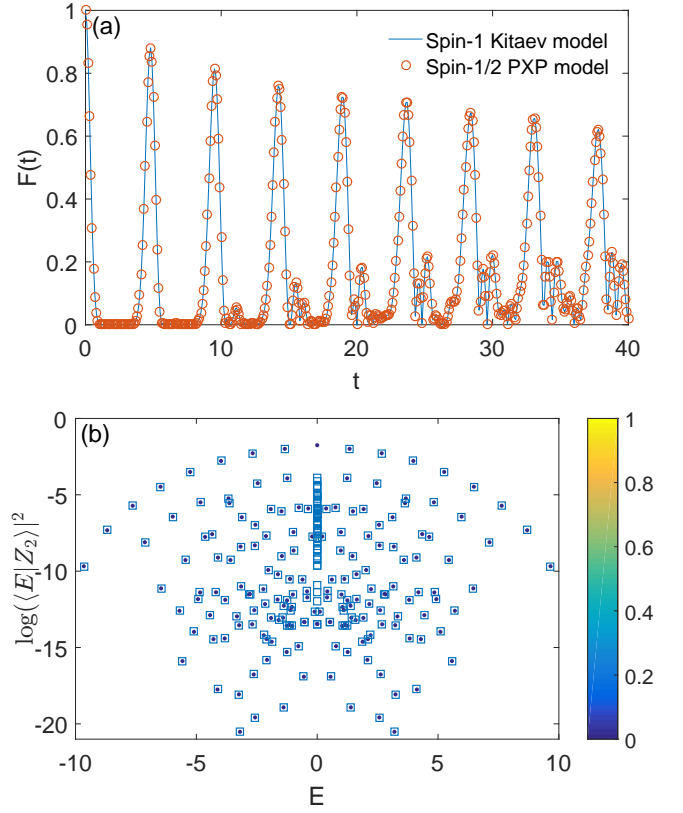 (a)
F(t)
1
0.8
0.6
0.4
0.2
0
Spin-1 Kitaev model
Spin-1/2 PXP model
0 10 20 30 40
t
(b)
log(⟨E||Z₂⟩|²
0
-5
-10
-15
-20
-10 -5 0 5 10
E
1
0.8
0.6
0.4
0.2
0